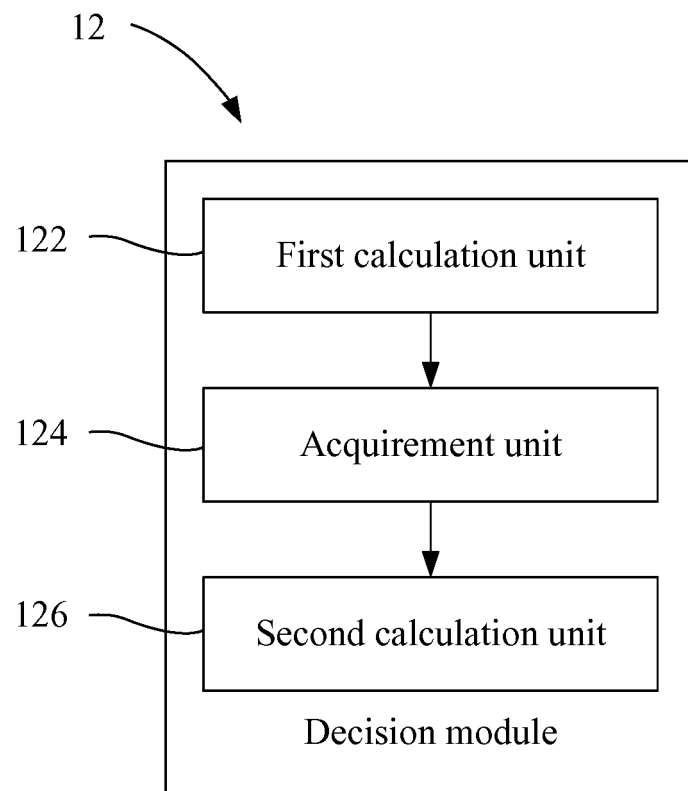 12
122
First calculation unit
124
Acquirement unit
126
Second calculation unit
Decision module